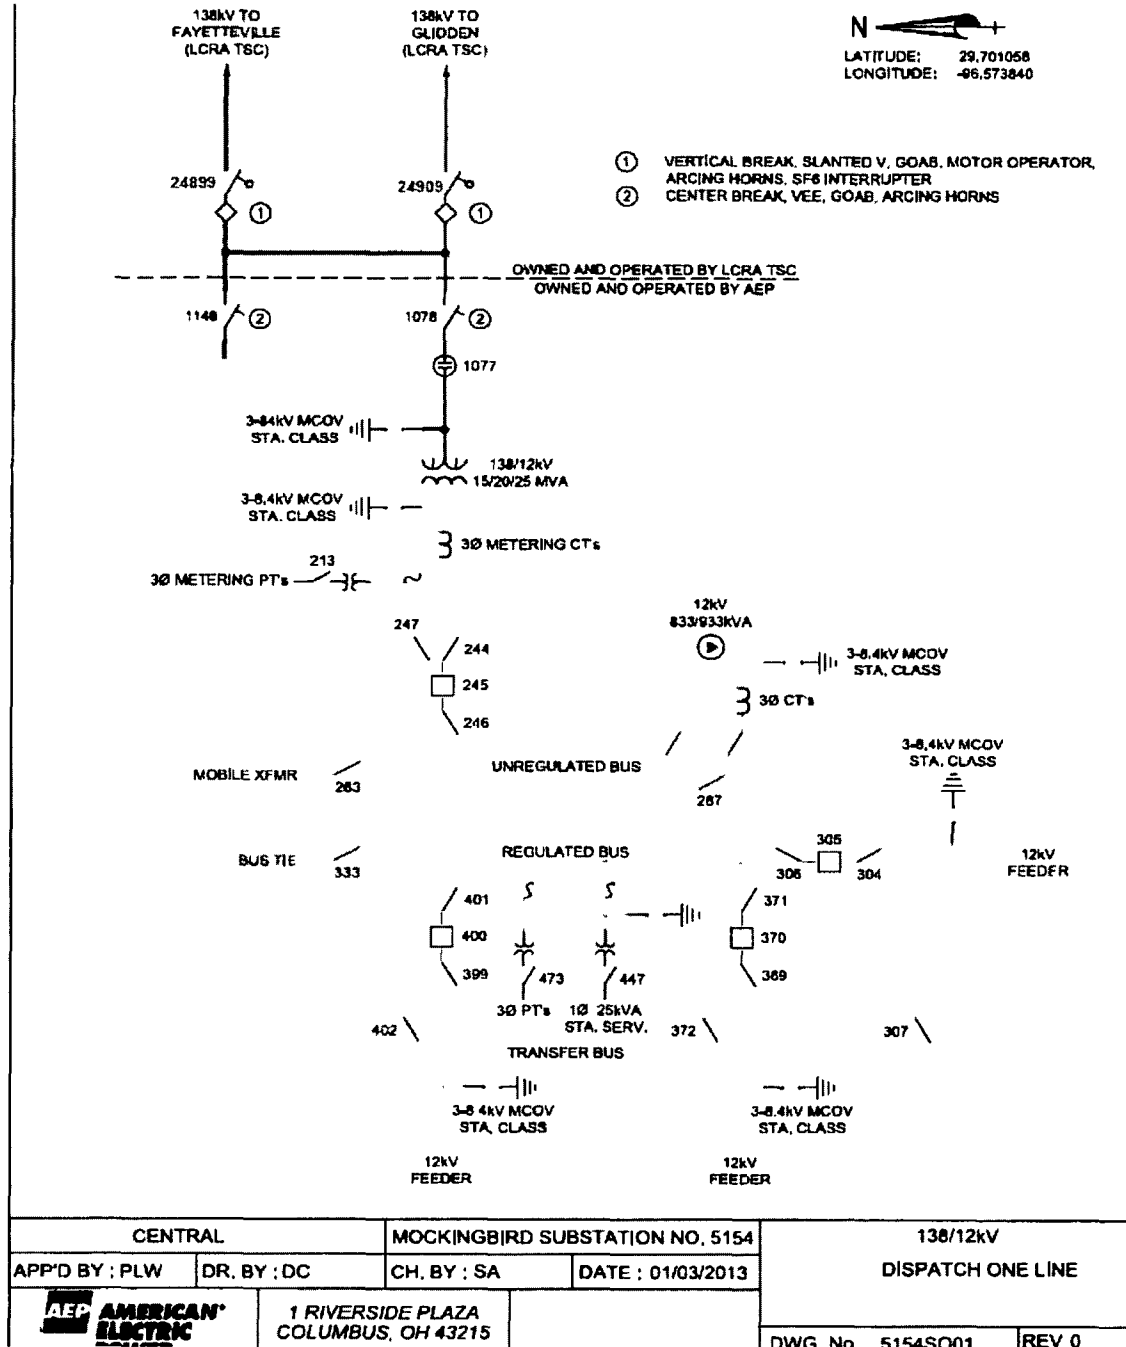 138kV TO
FAYETTEVILLE
(LCRA TSC)
138kV TO
GLIDDEN
(LCRA TSC)
N
LATITUDE: 29.701058
LONGITUDE: -96.573840
24899
1
24909
1
1 VERTICAL BREAK, SLANTED V, GOAB, MOTOR OPERATOR,
ARCING HORNS, SF6 INTERRUPTER
2 CENTER BREAK, VEE, GOAB, ARCING HORNS
OWNED AND OPERATED BY LCRA TSC
OWNED AND OPERATED BY AEP
1148
2
1078
2
1077
3-84kV MCOV
STA. CLASS
138/12kV
15/20/25 MVA
3-8.4kV MCOV
STA. CLASS
3Ø METERING CT's
213
3Ø METERING PT's
247
244
245
246
12kV
833/933kVA
3-8.4kV MCOV
STA. CLASS
3Ø CT's
3-8.4kV MCOV
STA. CLASS
MOBILE XFMR
263
UNREGULATED BUS
267
BUS TIE
333
REGULATED BUS
305
306
304
12kV
FEEDER
401
400
399
371
370
369
473
447
3Ø PT's
1Ø 25kVA
STA. SERV.
402
372
307
TRANSFER BUS
3-8.4kV MCOV
STA. CLASS
3-8.4kV MCOV
STA. CLASS
12kV
FEEDER
12kV
FEEDER
CENTRAL
MOCKINGBIRD SUBSTATION NO. 5154
138/12kV
DISPATCH ONE LINE
APP'D BY : PLW
DR. BY : DC
CH. BY : SA
DATE : 01/03/2013
AEP AMERICAN
ELECTRIC
POWER
1 RIVERSIDE PLAZA
COLUMBUS, OH 43215
DWG. No. 5154SO01
REV 0